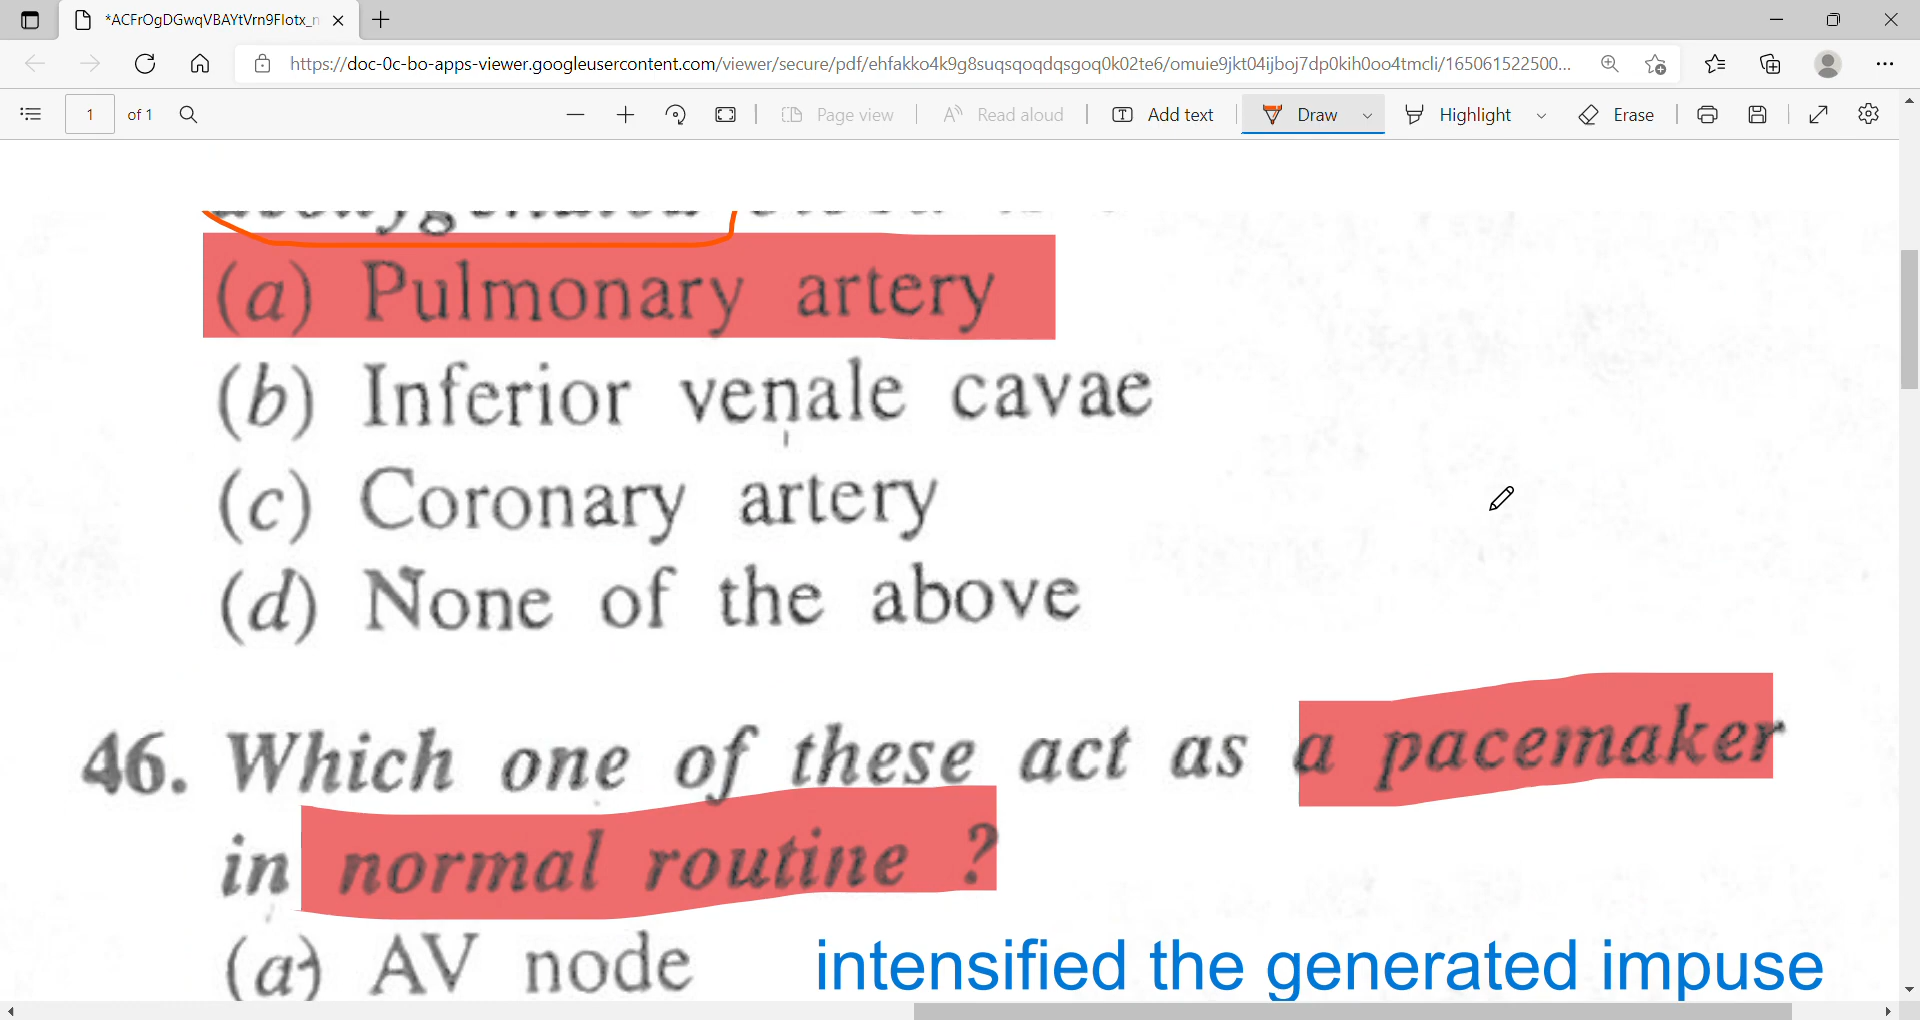 *ACFrOgDGwqVBAYtVrn9Flotx_n
https://doc-0c-bo-apps-viewer.googleusercontent.com/viewer/secure/pdf/ehfakko4k9g8suqsqoqdqsgoq0k02te6/omuie9jkt04ijboj7dp0kih0oo4tmcli/165061522500...
1 of 1 Page view Read aloud Add text Draw Highlight Erase
(a) Pulmonary artery
(b) Inferior venale cavae
(c) Coronary artery
(d) None of the above
46. Which one of these act as a pacemaker
in normal routine ?
(a) AV node intensified the generated impuse